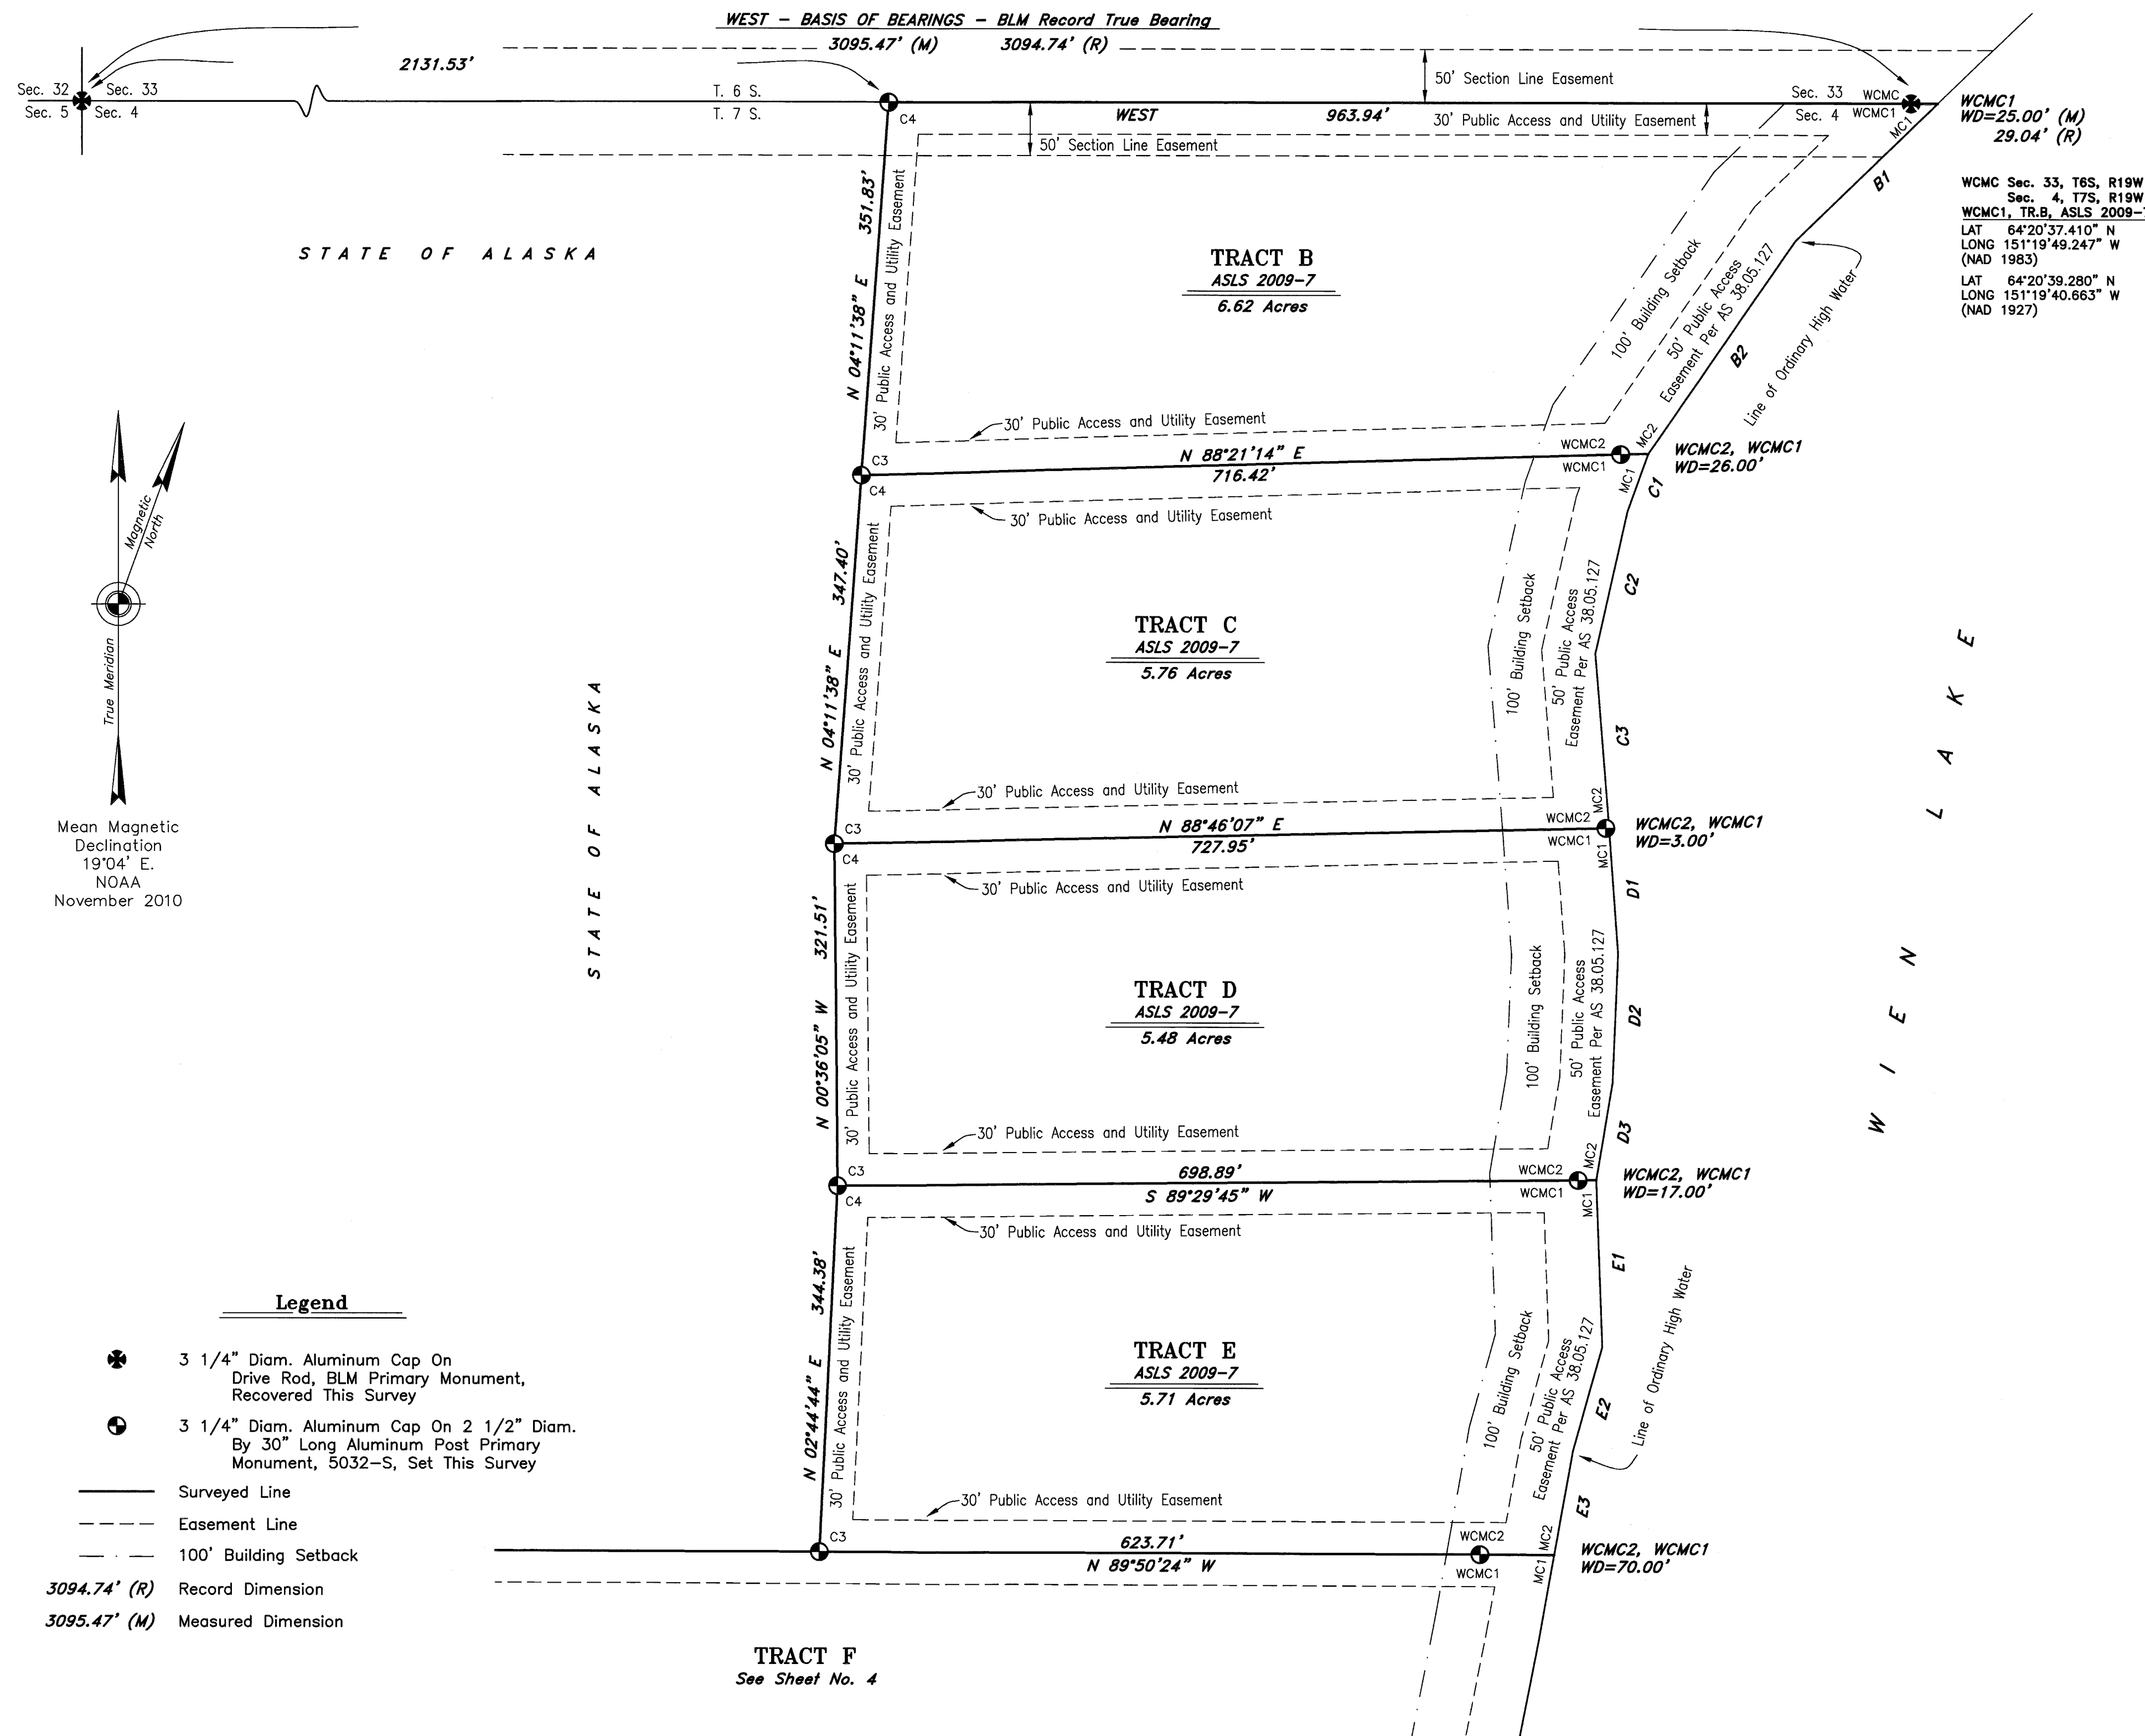 WEST - BASIS OF BEARINGS - BLM Record True Bearing
3095.47' (M) 3094.74' (R)
2131.53'
50' Section Line Easement
Sec. 32 Sec. 33
Sec. 5 Sec. 4
T. 6 S.
T. 7 S.
C4
WEST 963.94'
30' Public Access and Utility Easement
50' Section Line Easement
Sec. 33 WCMC
Sec. 4 WCMC1
MC1
WCMC1
WD=25.00' (M)
29.04' (R)
WCMC Sec. 33, T6S, R19W
Sec. 4, T7S, R19W
WCMC1, TR.B, ASLS 2009-
LAT 64°20'37.410" N
LONG 151°19'49.247" W
(NAD 1983)
LAT 64°20'39.280" N
LONG 151°19'40.663" W
(NAD 1927)
STATE OF ALASKA
N 04°11'38" E 351.83'
30' Public Access and Utility Easement
TRACT B
ASLS 2009-7
6.62 Acres
100' Building Setback
50' Public Access
Easement Per AS 38.05.127
B1
B2
Line of Ordinary High Water
30' Public Access and Utility Easement
C3
C4
N 88°21'14" E
716.42'
WCMC2
WCMC1
MC2
MC1
WCMC2, WCMC1
WD=26.00'
30' Public Access and Utility Easement
N 04°11'38" E 347.40'
30' Public Access and Utility Easement
TRACT C
ASLS 2009-7
5.76 Acres
100' Building Setback
50' Public Access
Easement Per AS 38.05.127
C1
C2
C3
30' Public Access and Utility Easement
C3
C4
N 88°46'07" E
727.95'
WCMC2
WCMC1
MC2
MC1
WCMC2, WCMC1
WD=3.00'
30' Public Access and Utility Easement
STATE OF ALASKA
N 00°36'05" W 321.51'
30' Public Access and Utility Easement
TRACT D
ASLS 2009-7
5.48 Acres
100' Building Setback
50' Public Access
Easement Per AS 38.05.127
D1
D2
D3
WIEN LAKE
30' Public Access and Utility Easement
C3
C4
698.89'
S 89°29'45" W
WCMC2
WCMC1
MC2
MC1
WCMC2, WCMC1
WD=17.00'
30' Public Access and Utility Easement
N 02°44'44" E 344.38'
30' Public Access and Utility Easement
TRACT E
ASLS 2009-7
5.71 Acres
100' Building Setback
50' Public Access
Easement Per AS 38.05.127
E1
E2
E3
Line of Ordinary High Water
30' Public Access and Utility Easement
C3
623.71'
N 89°50'24" W
WCMC2
WCMC1
MC2
MC1
WCMC2, WCMC1
WD=70.00'
TRACT F
See Sheet No. 4
Magnetic
North
True Meridian
Mean Magnetic
Declination
19°04' E.
NOAA
November 2010
Legend
3 1/4" Diam. Aluminum Cap On
Drive Rod, BLM Primary Monument,
Recovered This Survey
3 1/4" Diam. Aluminum Cap On 2 1/2" Diam.
By 30" Long Aluminum Post Primary
Monument, 5032-S, Set This Survey
Surveyed Line
Easement Line
100' Building Setback
3094.74' (R) Record Dimension
3095.47' (M) Measured Dimension